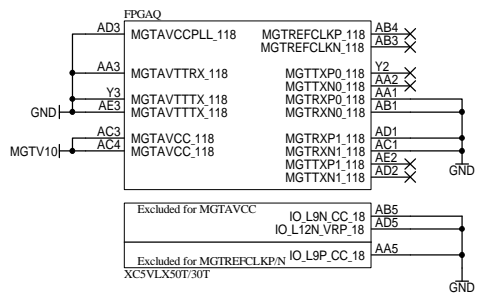 FPGAQ
AD3 MGTAVCCPLL_118 MGTREFCLKP_118 AB4
MGTREFCLKN_118 AB3
AA3 MGTAVTTRX_118 MGTTXP0_118 Y2
MGTTXN0_118 AA2
Y3 MGTAVTTTX_118 MGTRXP0_118 AA1
GND AE3 MGTAVTTTX_118 MGTRXN0_118 AB1
AC3 MGTAVCC_118 MGTRXP1_118 AD1
MGTV10 AC4 MGTAVCC_118 MGTRXN1_118 AC1
MGTTXP1_118 AE2
MGTTXN1_118 AD2
GND
Excluded for MGTAVCC IO_L9N_CC_18 AB5
IO_L12N_VRP_18 AD5
Excluded for MGTREFCLKP/N IO_L9P_CC_18 AA5
XC5VLX50T/30T
GND